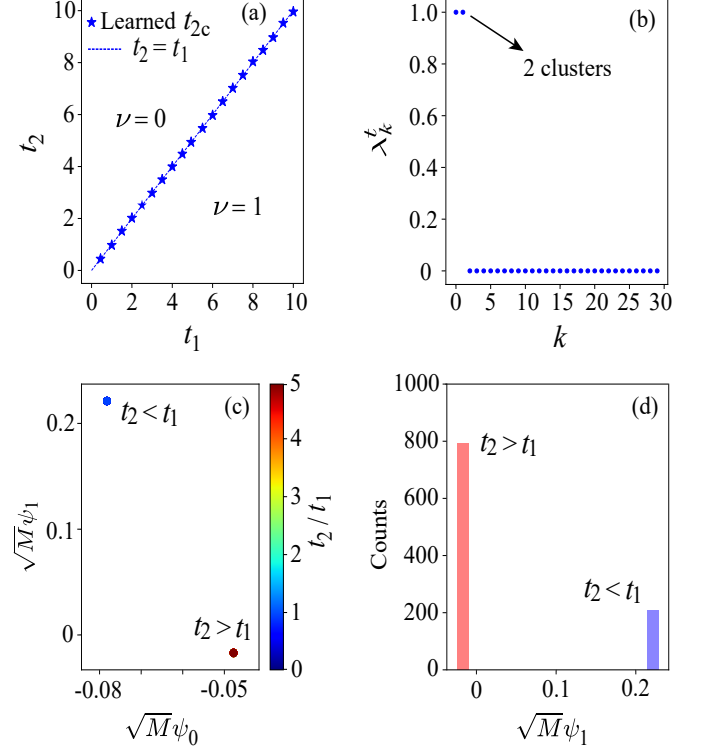 (a)
Learned t₂c
t₂ = t₁
ν = 0
ν = 1
10
8
6
4
2
0
t₂
0 2 4 6 8 10
t₁
(b)
2 clusters
1.0
0.8
0.6
0.4
0.2
0
λₖᵗ
0 5 10 15 20 25 30
k
(c)
t₂ < t₁
t₂ > t₁
0.2
0.1
0
√Mψ₁
-0.08 -0.05
√Mψ₀
5
4
3
2
1
0
t₂ / t₁
(d)
t₂ > t₁
t₂ < t₁
1000
800
600
400
200
0
Counts
0 0.1 0.2
√Mψ₁